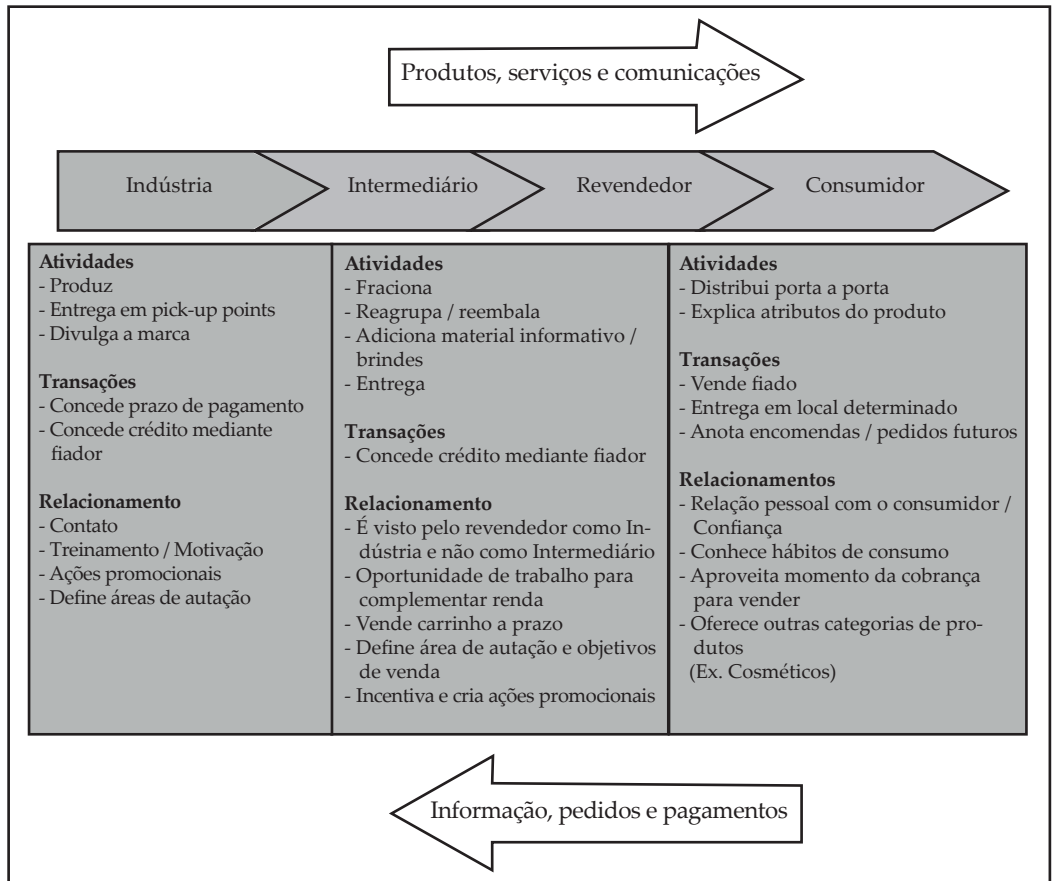 Produtos, serviços e comunicações
Indústria
Intermediário
Revendedor
Consumidor
Atividades
- Produz
- Entrega em pick-up points
- Divulga a marca
Transações
- Concede prazo de pagamento
- Concede crédito mediante
fiador
Relacionamento
- Contato
- Treinamento / Motivação
- Ações promocionais
- Define áreas de autação
Atividades
- Fraciona
- Reagrupa / reembala
- Adiciona material informativo /
brindes
- Entrega
Transações
- Concede crédito mediante fiador
Relacionamento
- É visto pelo revendedor como In-
dústria e não como Intermediário
- Oportunidade de trabalho para
complementar renda
- Vende carrinho a prazo
- Define área de autação e objetivos
de venda
- Incentiva e cria ações promocionais
Atividades
- Distribui porta a porta
- Explica atributos do produto
Transações
- Vende fiado
- Entrega em local determinado
- Anota encomendas / pedidos futuros
Relacionamentos
- Relação pessoal com o consumidor /
Confiança
- Conhece hábitos de consumo
- Aproveita momento da cobrança
para vender
- Oferece outras categorias de pro-
dutos
(Ex. Cosméticos)
Informação, pedidos e pagamentos